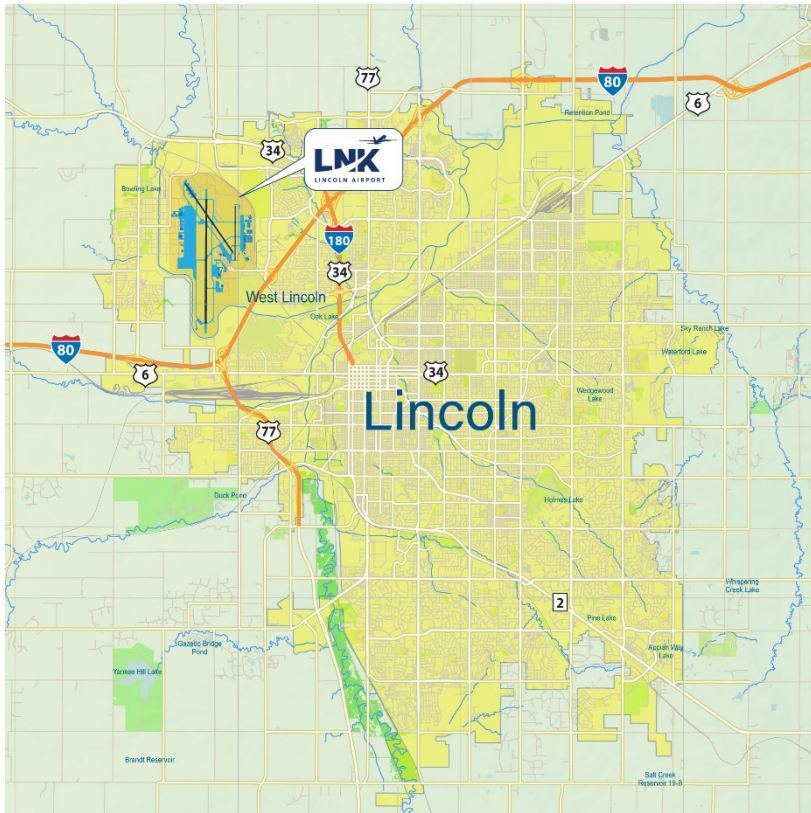 77
80
6
Retention Pond
34
LNK
LINCOLN AIRPORT
Bowling Lake
180
34
West Lincoln
Oak Lake
Sky Ranch Lake
80
Waterford Lake
6
34
Wedgewood
Lake
Lincoln
77
Duck Pond
Holmes Lake
Whispering
Creek Lake
2
Pine Lake
Gazebo Bridge
Pond
Appian Way
Lake
Yankee Hill Lake
Brandt Reservoir
Salt Creek
Reservoir 19-B